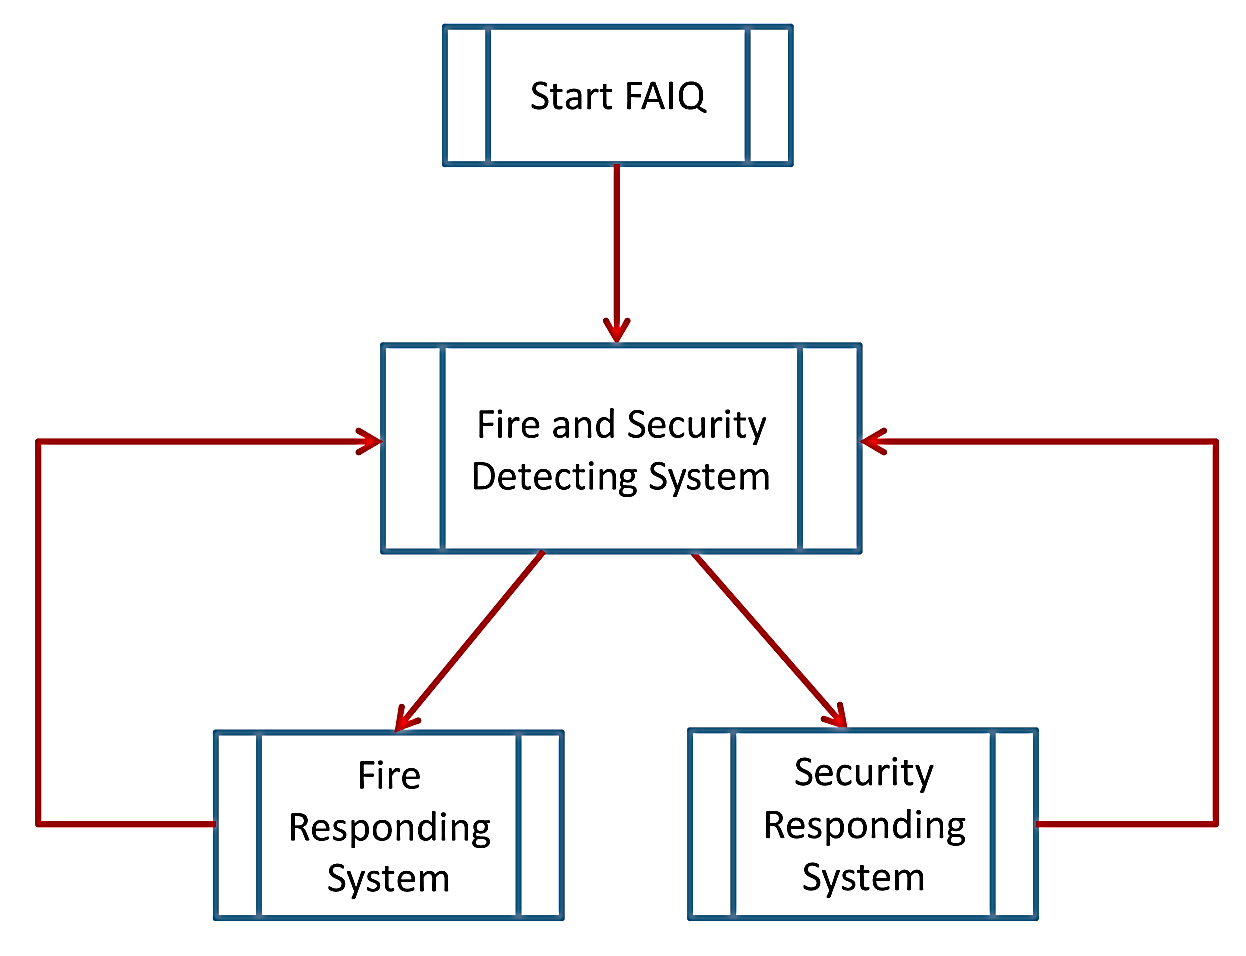 Start FAIQ
Fire and Security
Detecting System
Fire
Responding
System
Security
Responding
System